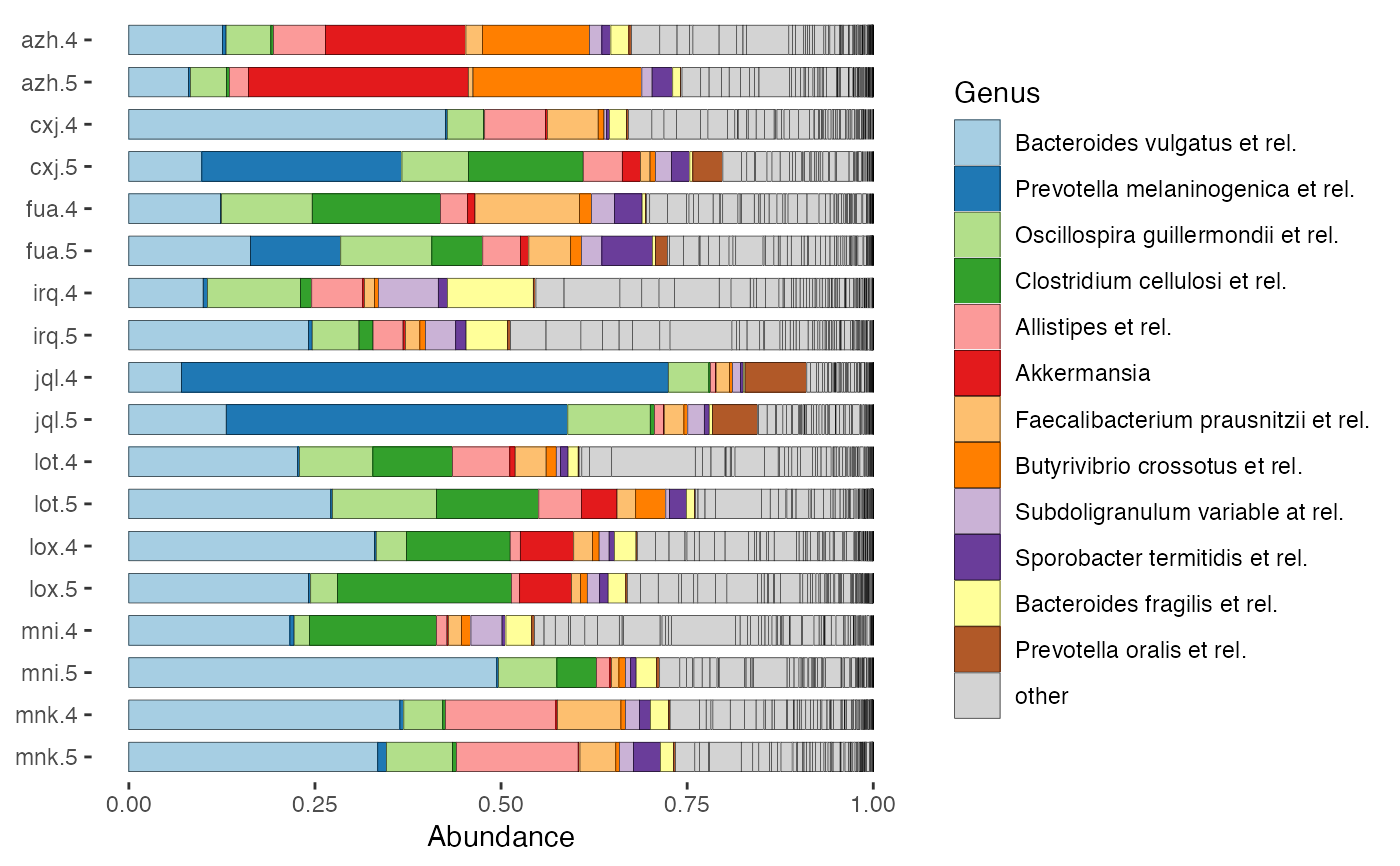 azh.4
azh.5
cxj.4
cxj.5
fua.4
fua.5
irq.4
irq.5
jql.4
jql.5
lot.4
lot.5
lox.4
lox.5
mni.4
mni.5
mnk.4
mnk.5
0.00 0.25 0.50 0.75 1.00
Abundance
Genus
Bacteroides vulgatus et rel.
Prevotella melaninogenica et rel.
Oscillospira guillermondii et rel.
Clostridium cellulosi et rel.
Allistipes et rel.
Akkermansia
Faecalibacterium prausnitzii et rel.
Butyrivibrio crossotus et rel.
Subdoligranulum variable at rel.
Sporobacter termitidis et rel.
Bacteroides fragilis et rel.
Prevotella oralis et rel.
other